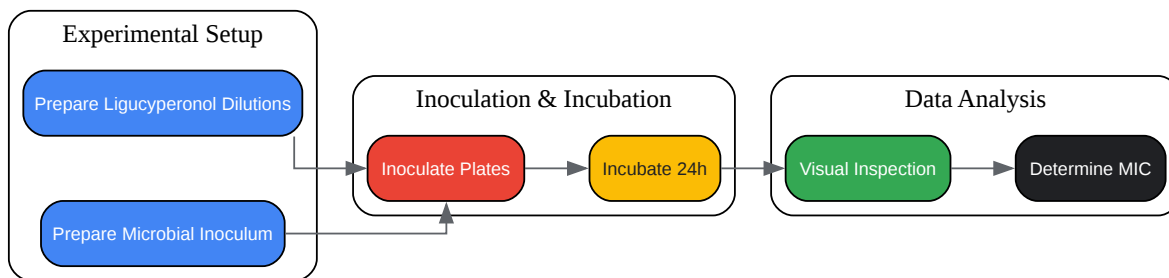 Experimental Setup
Prepare Ligucyperonol Dilutions
Prepare Microbial Inoculum
Inoculation & Incubation
Inoculate Plates
Incubate 24h
Data Analysis
Visual Inspection
Determine MIC